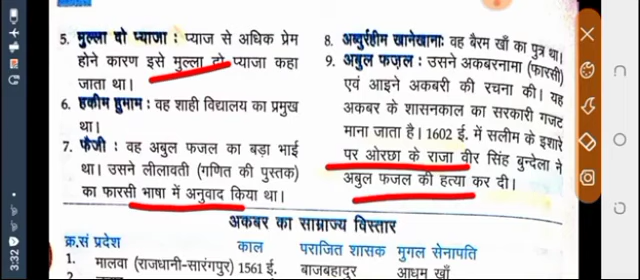 5. मुल्ला दो प्याजा : प्याज से अधिक प्रेम
होने कारण इसे मुल्ला दो प्याजा कहा
जाता था।
6. हकीम हुमाम : वह शाही विद्यालय का प्रमुख
था।
7. फैजी : वह अबुल फजल का बड़ा भाई
था। उसने लीलावती (गणित की पुस्तक)
का फारसी भाषा में अनुवाद किया था।
8. अब्दुर्रहीम खानेखानाः वह बैरम खाँ का पुत्र था।
9. अबुल फज़ल : उसने अकबरनामा (फारसी)
एवं आइने अकबरी की रचना की। यह
अकबर के शासनकाल का सरकारी गजट
माना जाता है। 1602 ई. में सलीम के इशारे
पर ओरछा के राजा वीर सिंह बुन्देला ने
अबुल फजल की हत्या कर दी।
अकबर का साम्राज्य विस्तार
क्र.सं प्रदेश काल पराजित शासक मुगल सेनापति
1. मालवा (राजधानी-सारंगपुर) 1561 ई. बाजबहादुर आधम खाँ
2.
3:32